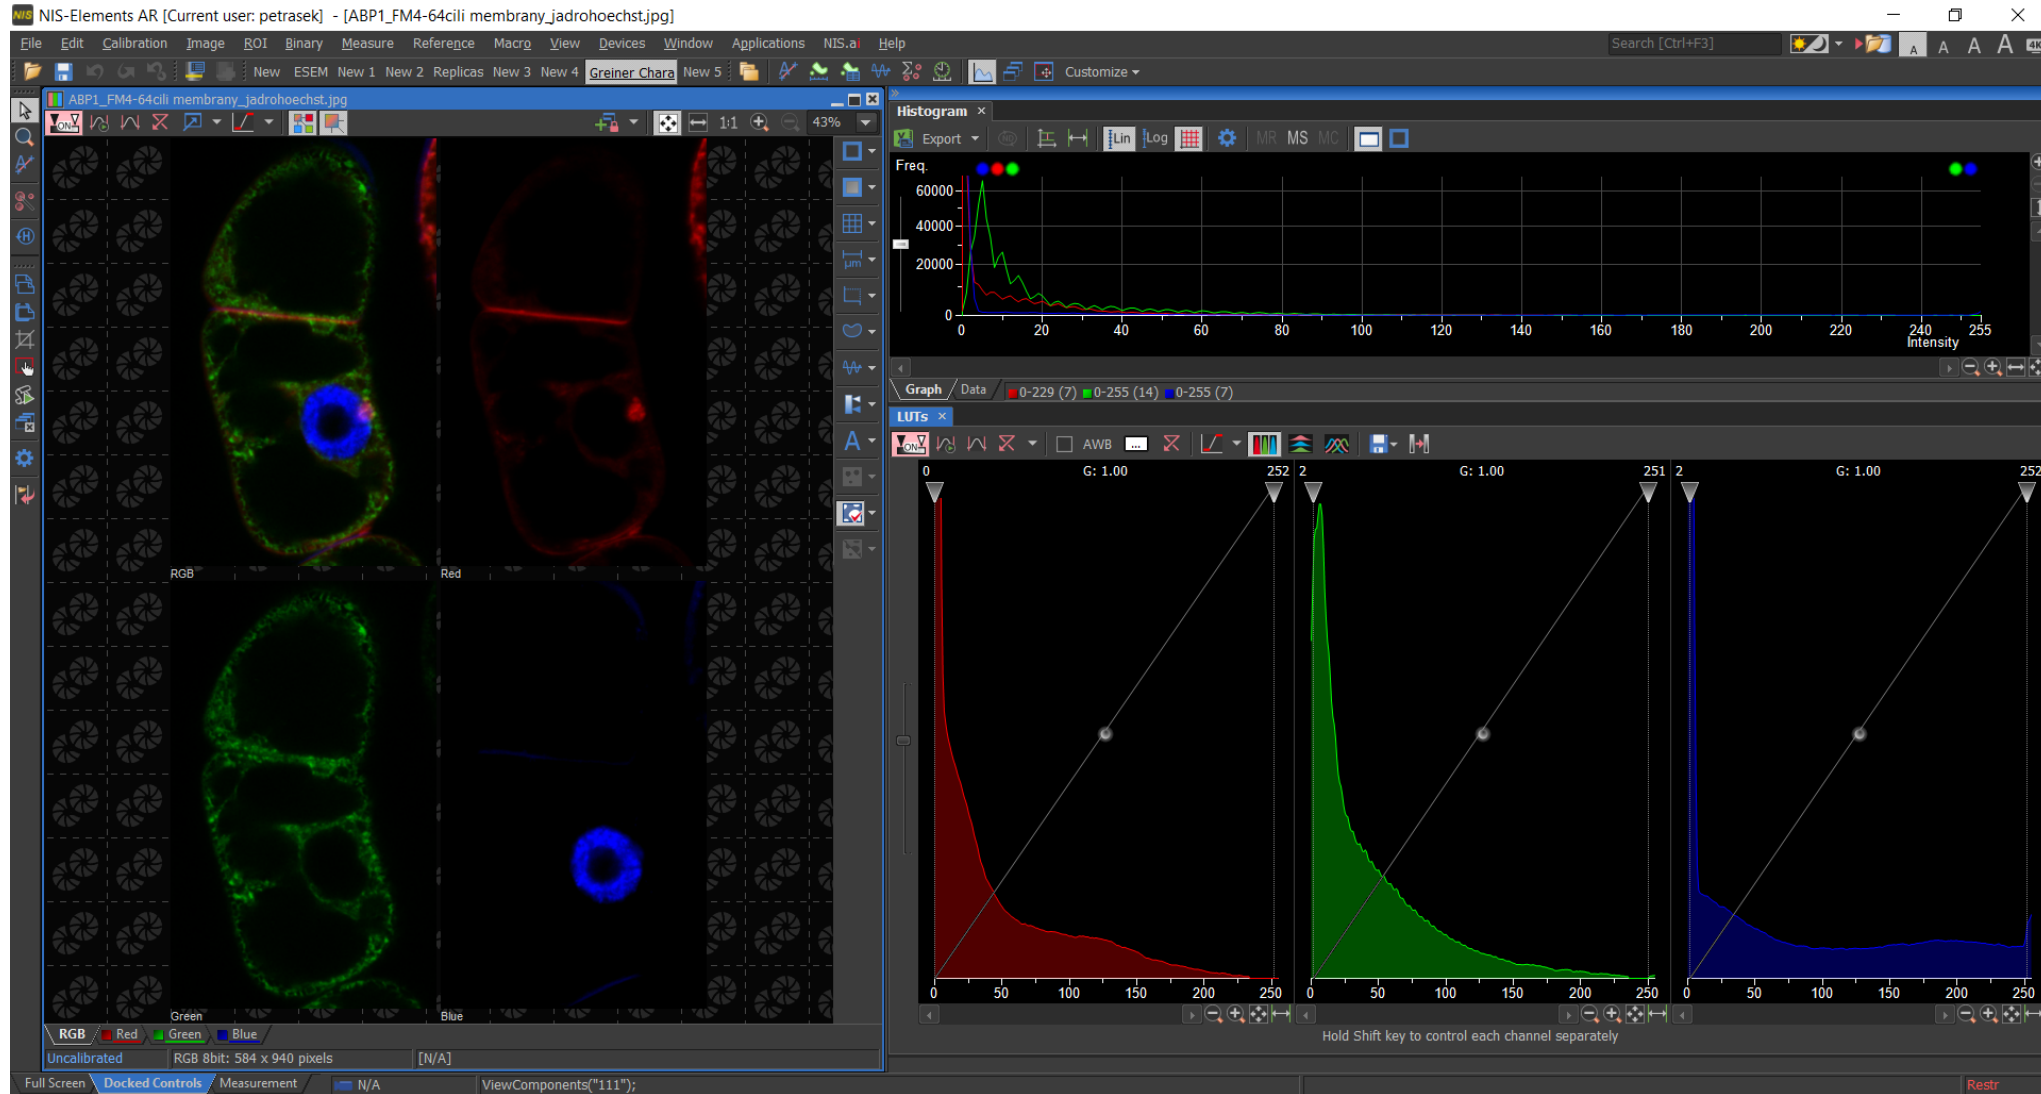 NIS NIS-Elements AR [Current user: petrasek] - [ABP1_FM4-64cili membrany_jadrohoechst.jpg]
File Edit Calibration Image ROI Binary Measure Reference Macro View Devices Window Applications NIS.ai Help Search [Ctrl+F3] A A A A 4K
New ESEM New 1 New 2 Replicas New 3 New 4 Greiner Chara New 5 Customize
ABP1_FM4-64cili membrany_jadrohoechst.jpg
ON 1:1 43%
µm
A
RGB Red
Green Blue
RGB Red Green Blue
Uncalibrated RGB 8bit: 584 x 940 pixels [N/A]
Histogram ×
Export Lin Log MR MS MC
Freq.
60000
40000
20000
0
0 20 40 60 80 100 120 140 160 180 200 220 240 255
Intensity
Graph Data 0-229 (7) 0-255 (14) 0-255 (7)
LUTs ×
ON AWB ...
0 G: 1.00 252 2 G: 1.00 251 2 G: 1.00 252
0 50 100 150 200 250 0 50 100 150 200 250 0 50 100 150 200 250
Hold Shift key to control each channel separately
Full Screen Docked Controls Measurement N/A ViewComponents("111"); Restr